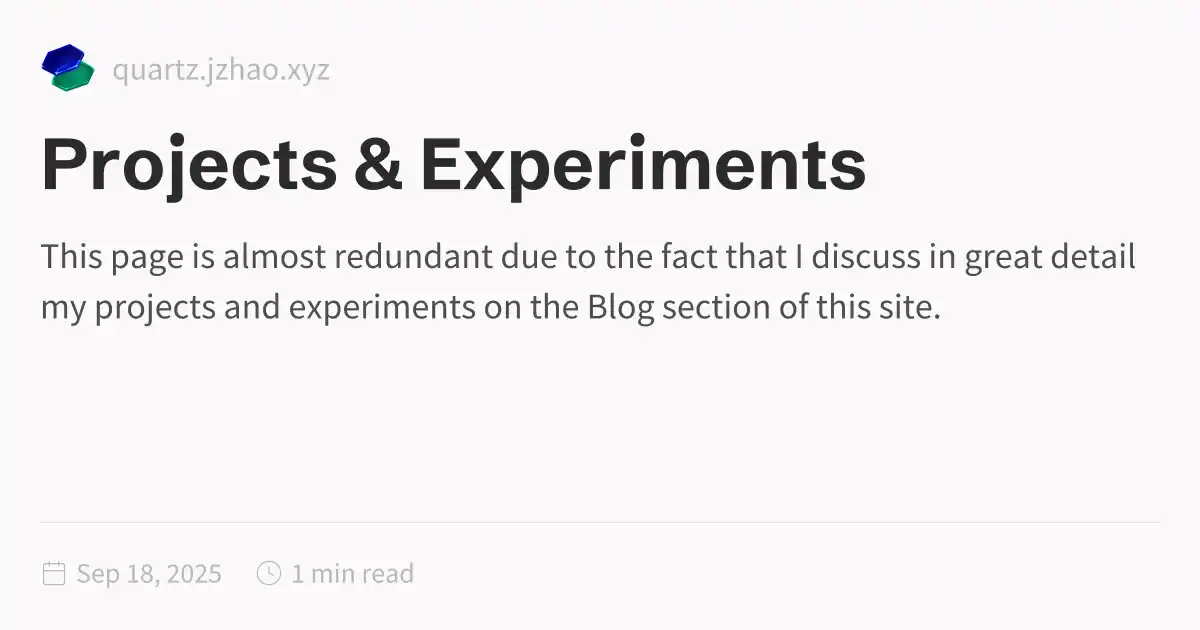 quartz.jzhao.xyz
Projects & Experiments
This page is almost redundant due to the fact that I discuss in great detail
my projects and experiments on the Blog section of this site.
Sep 18, 2025 1 min read